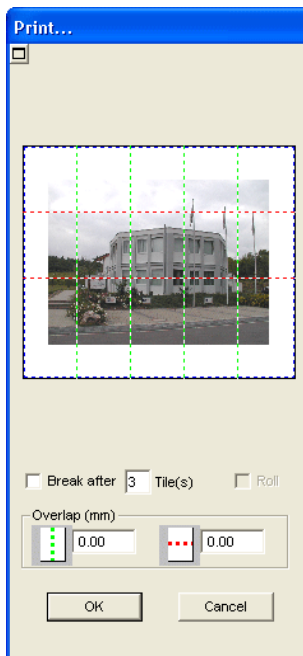 Print...
Break after 3 Tile(s) Roll
Overlap (mm)
0.00 0.00
OK Cancel